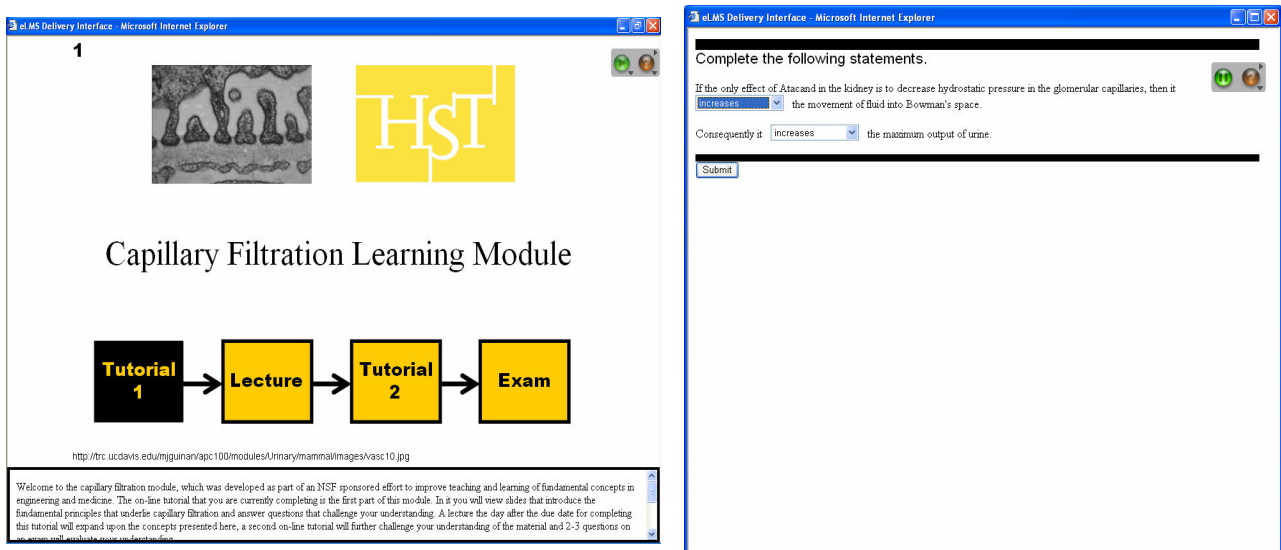 eLMS Delivery Interface - Microsoft Internet Explorer
1
HST
Capillary Filtration Learning Module
Tutorial
1
Lecture
Tutorial
2
Exam
http://trc.ucdavis.edu/mjguinan/apc100/modules/Urinary/mammal/images/vasc10.jpg
Welcome to the capillary filtration module, which was developed as part of an NSF sponsored effort to improve teaching and learning of fundamental concepts in
engineering and medicine. The on-line tutorial that you are currently completing is the first part of this module. In it you will view slides that introduce the
fundamental principles that underlie capillary filtration and answer questions that challenge your understanding. A lecture the day after the due date for completing
this tutorial will expand upon the concepts presented here, a second on-line tutorial will further challenge your understanding of the material and 2-3 questions on
an exam will evaluate your understanding
eLMS Delivery Interface - Microsoft Internet Explorer
Complete the following statements.
If the only effect of Atacand in the kidney is to decrease hydrostatic pressure in the glomerular capillaries, then it
increases the movement of fluid into Bowman's space.
Consequently it increases the maximum output of urine.
Submit